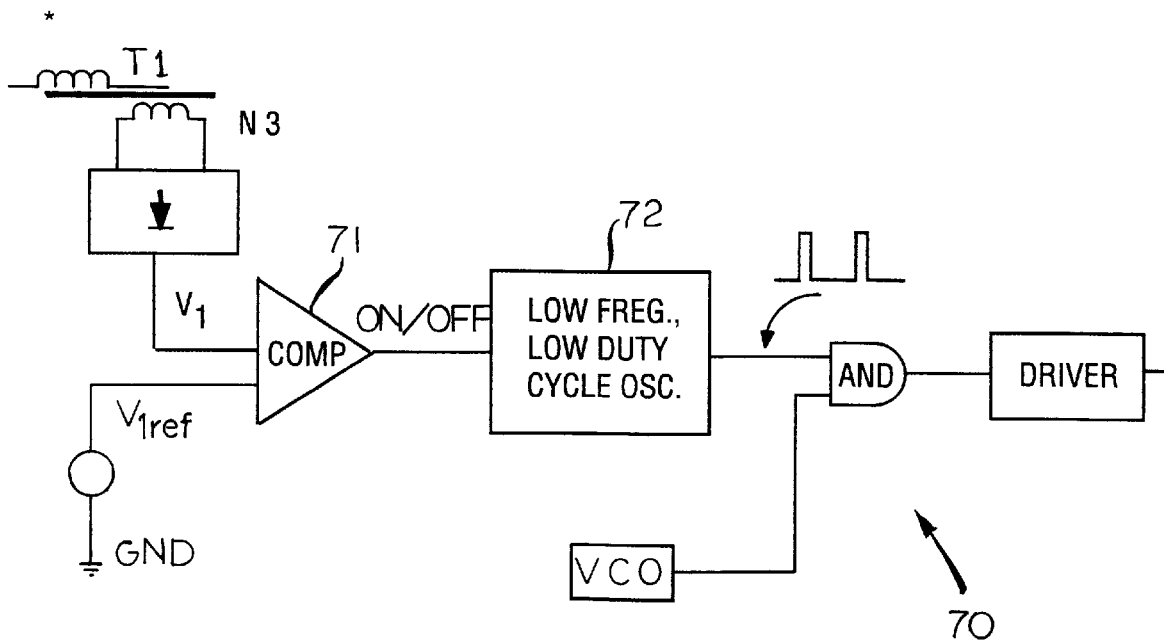 *
T1
N3
71
72
V1
COMP
ON/OFF
LOW FREG.,
LOW DUTY
CYCLE OSC.
AND
DRIVER
V1ref
GND
VCO
70